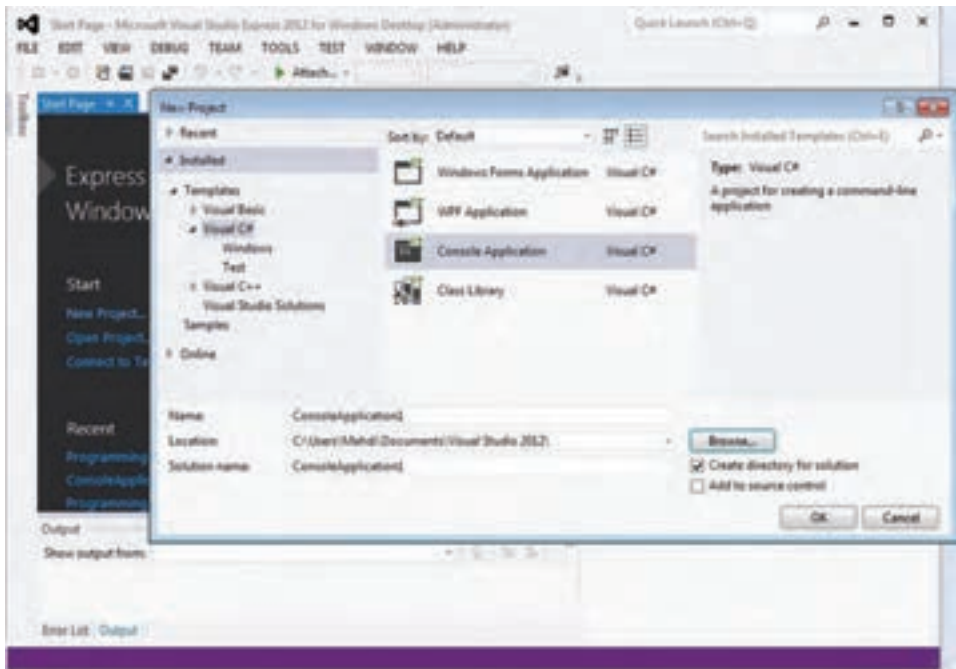 Start Page - Microsoft Visual Studio Express 2012 for Windows Desktop (Administrator)
Quick Launch (Ctrl+Q)
FILE EDIT VIEW DEBUG TEAM TOOLS TEST WINDOW HELP
Attach...
Toolbox
Start Page
Express
Window
Start
New Project...
Open Project...
Connect to
Recent
Programming
Programming
New Project
Recent
Installed
Templates
Visual Basic
Visual C#
Windows
Test
Visual C++
Visual Studio Solutions
Samples
Online
Sort by: Default
Windows Forms Application Visual C#
WPF Application Visual C#
Console Application Visual C#
Class Library Visual C#
Search Installed Templates (Ctrl+E)
Type: Visual C#
A project for creating a command-line
application
Name: ConsoleApplication1
Location: C:\Users\Mehdi\Documents\Visual Studio 2012\
Browse...
Solution name: ConsoleApplication1
Create directory for solution
Add to source control
OK Cancel
Output
Show output from:
Error List Output